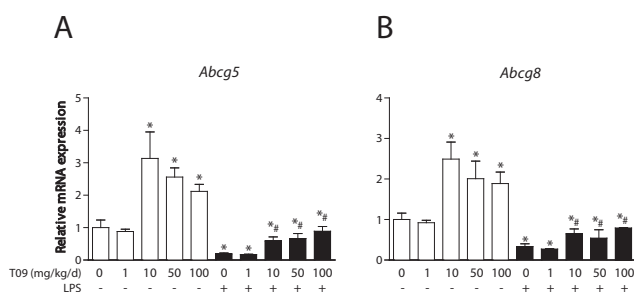 A
B
Abcg5
Abcg8
Relative mRNA expression
5
4
3
2
1
0
4
3
2
1
0
* * * * * *# *# *#
* * * * * *# *# *#
T09 (mg/kg/d) 0 1 10 50 100 0 1 10 50 100 0 1 10 50 100 0 1 10 50 100
LPS - - - - - + + + + + - - - - - + + + + +